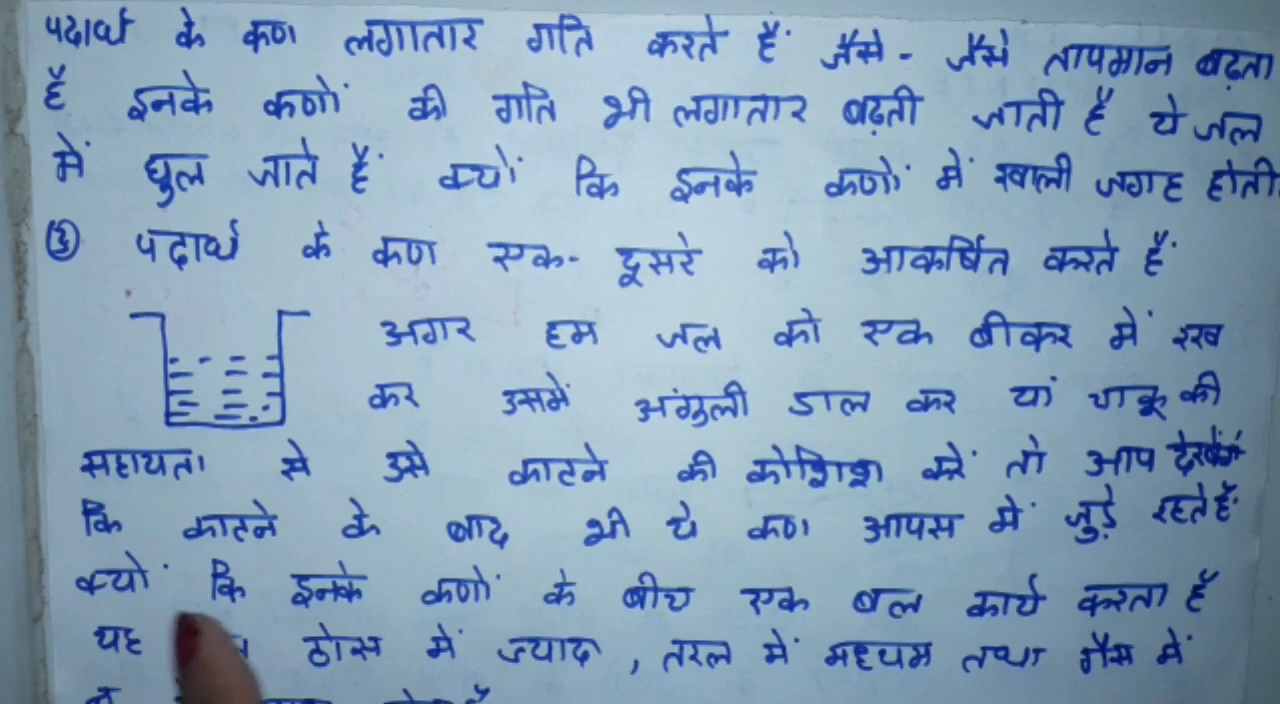 पदार्थ के कण लगातार गति करते हैं जैसे - जैसे तापमान बढ़ता
है इनके कणों की गति भी लगातार बढ़ती जाती है ये जल
में घुल जाते हैं क्यों कि इनके कणों में खाली जगह होती
③ पदार्थ के कण एक- दूसरे को आकर्षित करते हैं
अगर हम जल को एक बीकर में रख
कर उसमें अंगुली डाल कर यां चाकू की
सहायता से उसे काटने की कोशिश करें तो आप देखेंगे
कि काटने के बाद भी ये कण आपस में जुड़े रहते हैं
क्यों कि इनके कणों के बीच एक बल कार्य करता है
यह ठोस में ज्यादा, तरल में मध्यम तथा गैस में